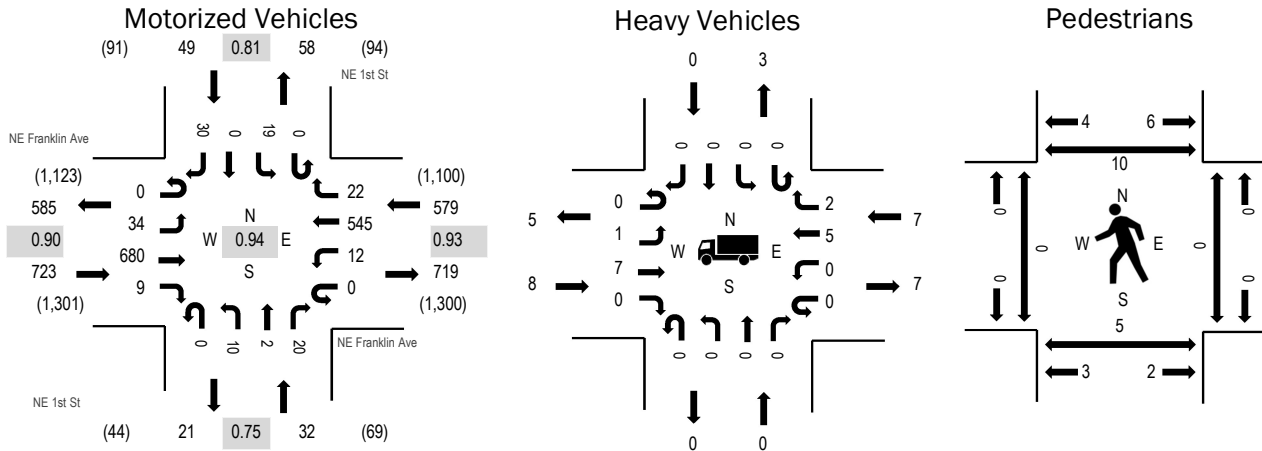 Motorized Vehicles
(91) 49 0.81 58 (94)
NE 1st St
NE Franklin Ave
30 0 19 0
(1,123)
585
0.90
723
(1,301)
0
34
680
9
N
W 0.94 E
S
22
545
12
0
(1,100)
579
0.93
719
(1,300)
0 10 2 20
NE Franklin Ave
NE 1st St
(44) 21 0.75 32 (69)
Heavy Vehicles
0 3
0 0 0 0
5
8
0
1
7
0
N
W E
S
2
5
0
0
7
7
0 0 0 0
0 0
Pedestrians
4 6
10
0 0
0
N
W E
S
0
0 0
5
3 2